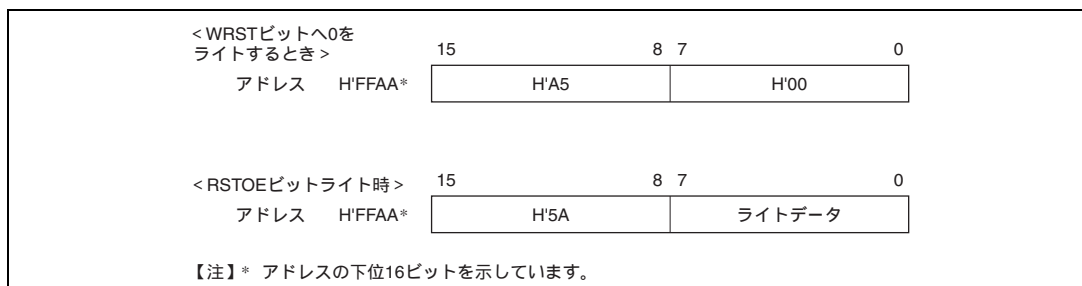 <WRSTビットへ0を
ライトするとき>
15 8 7 0
アドレス H'FFAA* H'A5 H'00
<RSTOEビットライト時> 15 8 7 0
アドレス H'FFAA* H'5A ライトデータ
【注】* アドレスの下位16ビットを示しています。